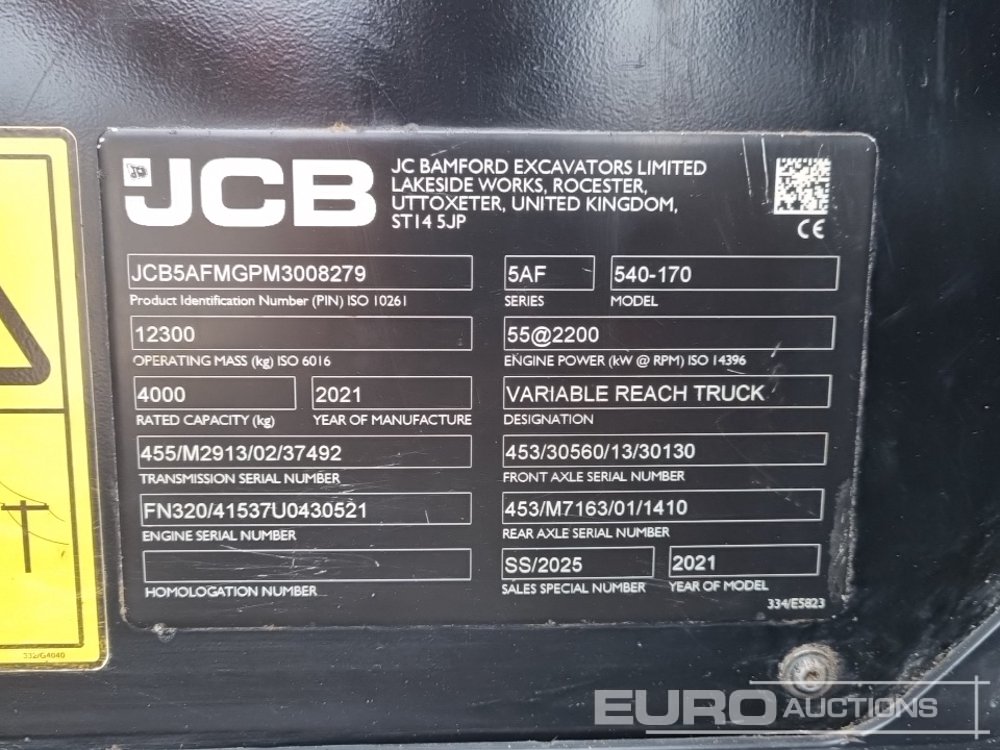 JCB
JC BAMFORD EXCAVATORS LIMITED
LAKESIDE WORKS, ROCESTER,
UTTOXETER, UNITED KINGDOM,
ST14 5JP
CE
JCB5AFMGPM3008279
Product Identification Number (PIN) ISO 10261
5AF
SERIES
540-170
MODEL
12300
OPERATING MASS (kg) ISO 6016
55@2200
ENGINE POWER (kW @ RPM) ISO 14396
4000
RATED CAPACITY (kg)
2021
YEAR OF MANUFACTURE
VARIABLE REACH TRUCK
DESIGNATION
455/M2913/02/37492
TRANSMISSION SERIAL NUMBER
453/30560/13/30130
FRONT AXLE SERIAL NUMBER
FN320/41537U0430521
ENGINE SERIAL NUMBER
453/M7163/01/1410
REAR AXLE SERIAL NUMBER
HOMOLOGATION NUMBER
SS/2025
SALES SPECIAL NUMBER
2021
YEAR OF MODEL
334/E5823
332/G4040
EURO AUCTIONS